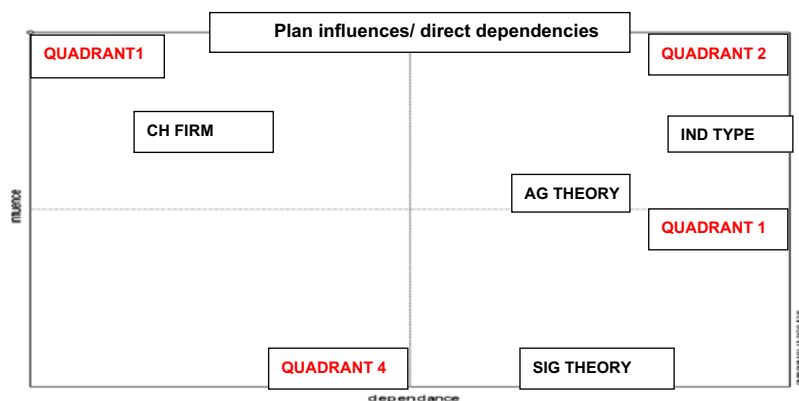 Plan influences/ direct dependencies
QUADRANT1
QUADRANT 2
CH FIRM
IND TYPE
AG THEORY
influence
QUADRANT 1
QUADRANT 4
SIG THEORY
dependance